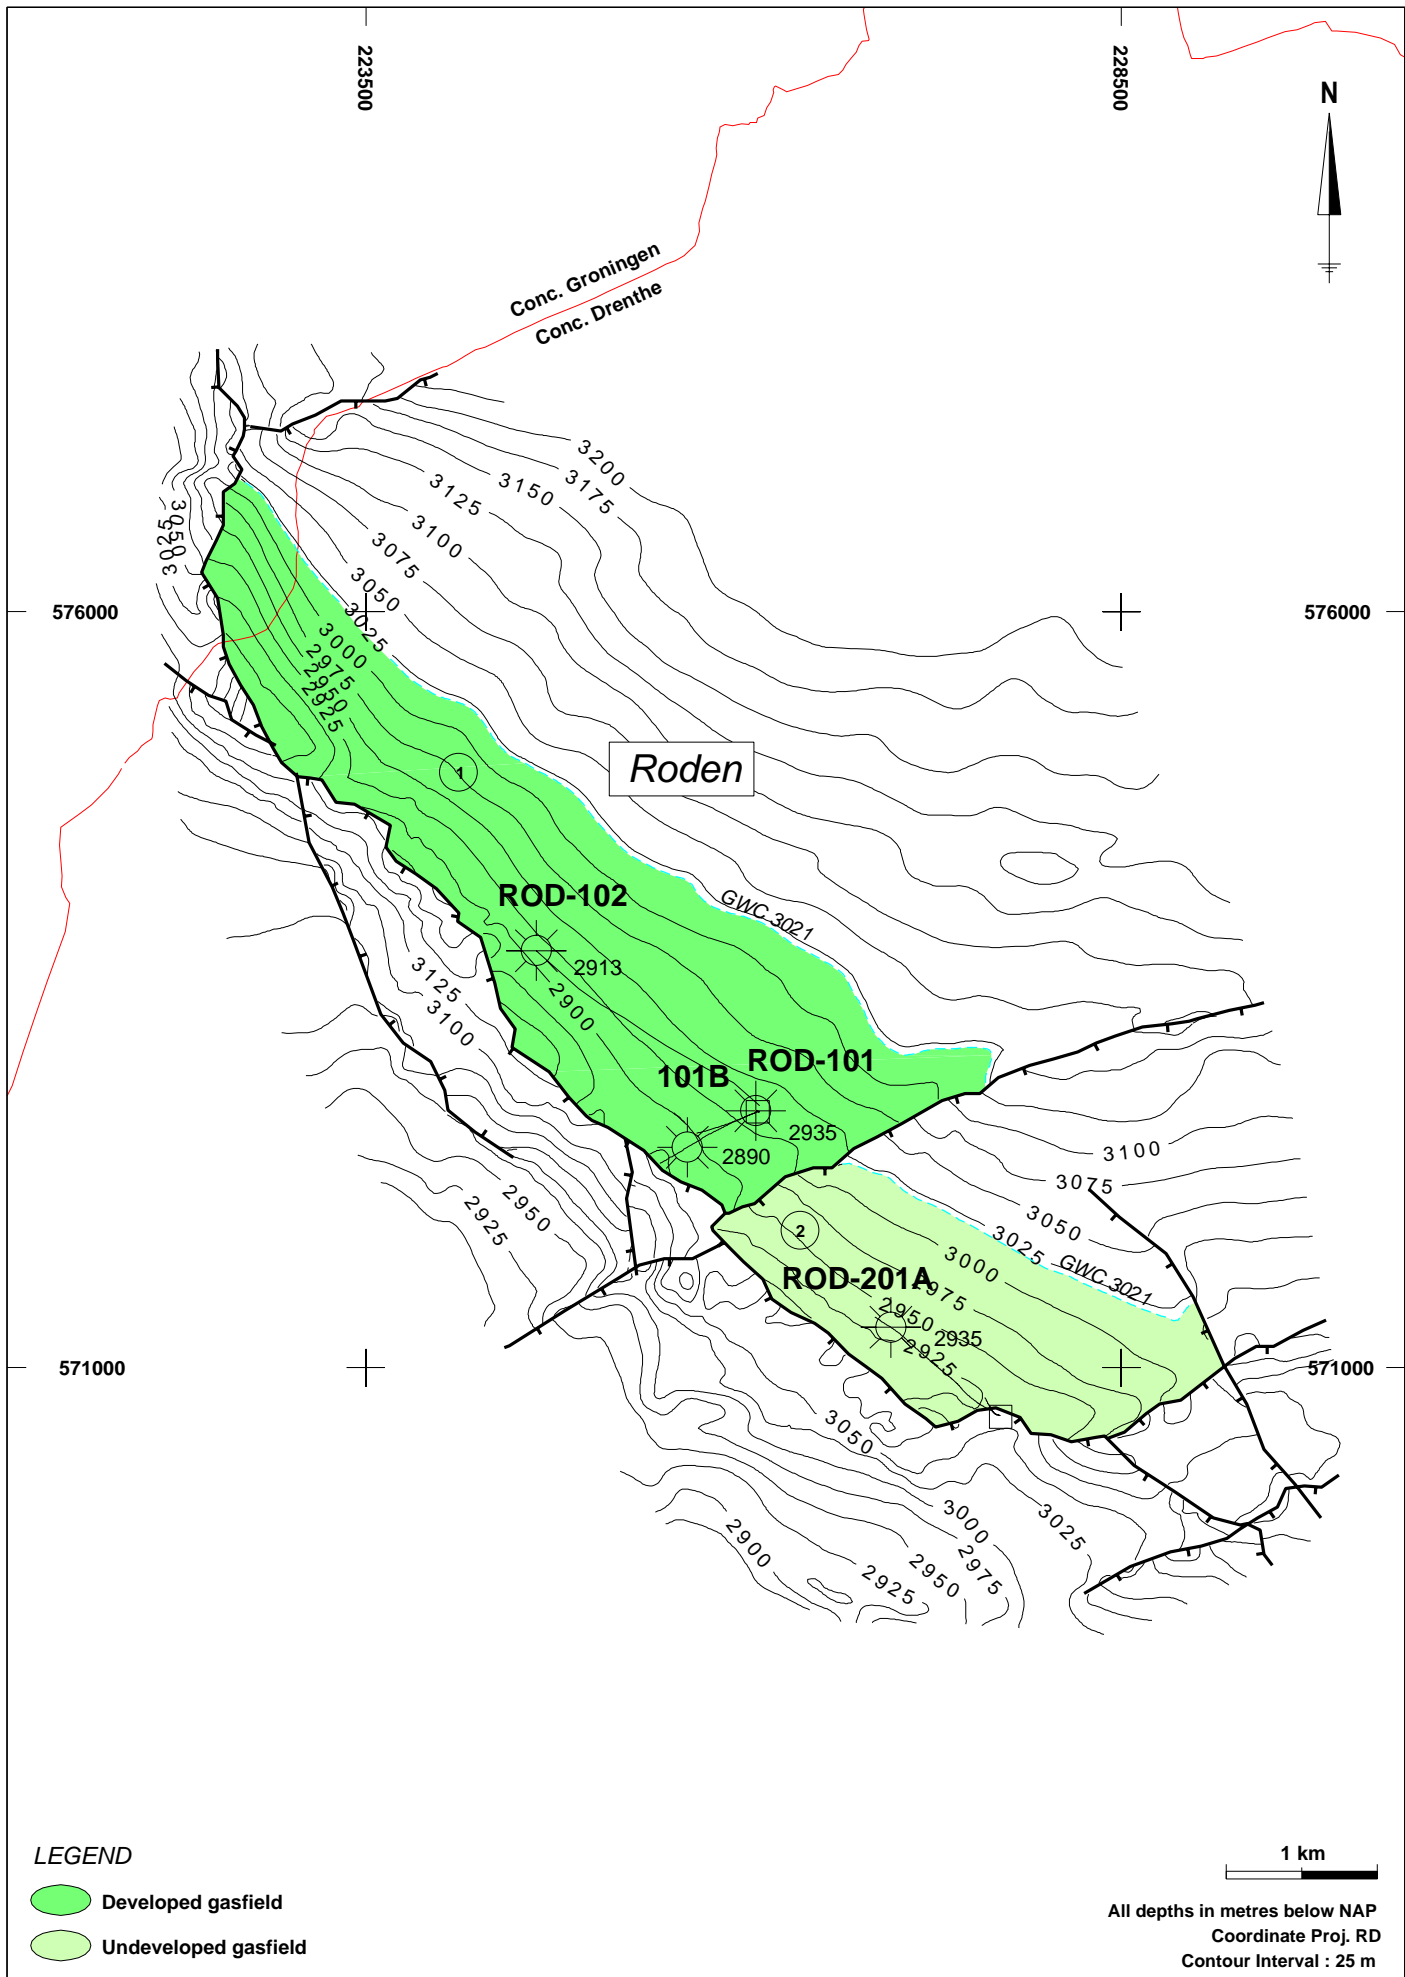 223500
228500
N
Conc. Groningen
Conc. Drenthe
3200
3175
3150
3125
3100
3075
3050
3025
3050
3025
3000
2975
2950
2925
576000
576000
1
Roden
ROD-102
2913
2900
GWC 3021
3125
3100
ROD-101
101B
2935
2890
2950
2925
3100
3075
3050
3025
GWC 3021
2
3000
2975
ROD-201A
2950
2935
2925
571000
571000
3050
3025
3000
2975
2950
2925
2900
LEGEND
Developed gasfield
Undeveloped gasfield
1 km
All depths in metres below NAP
Coordinate Proj. RD
Contour Interval : 25 m